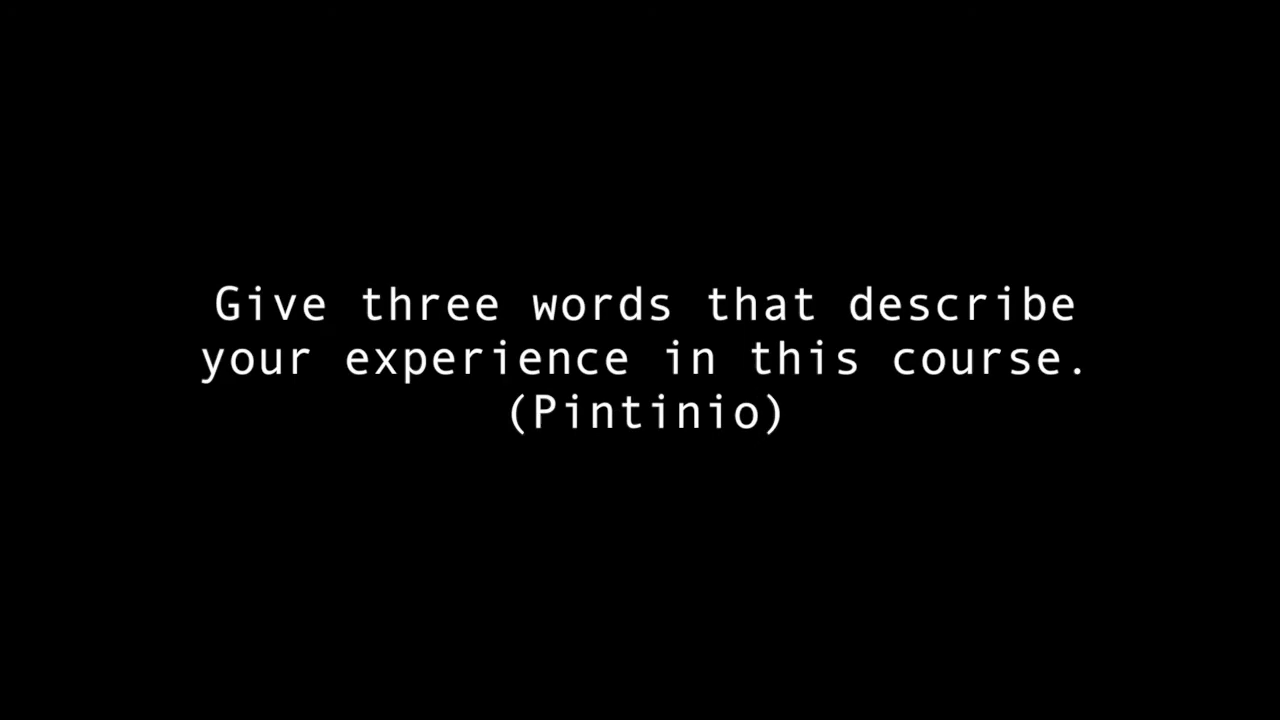 Give three words that describe
your experience in this course.
(Pintinio)